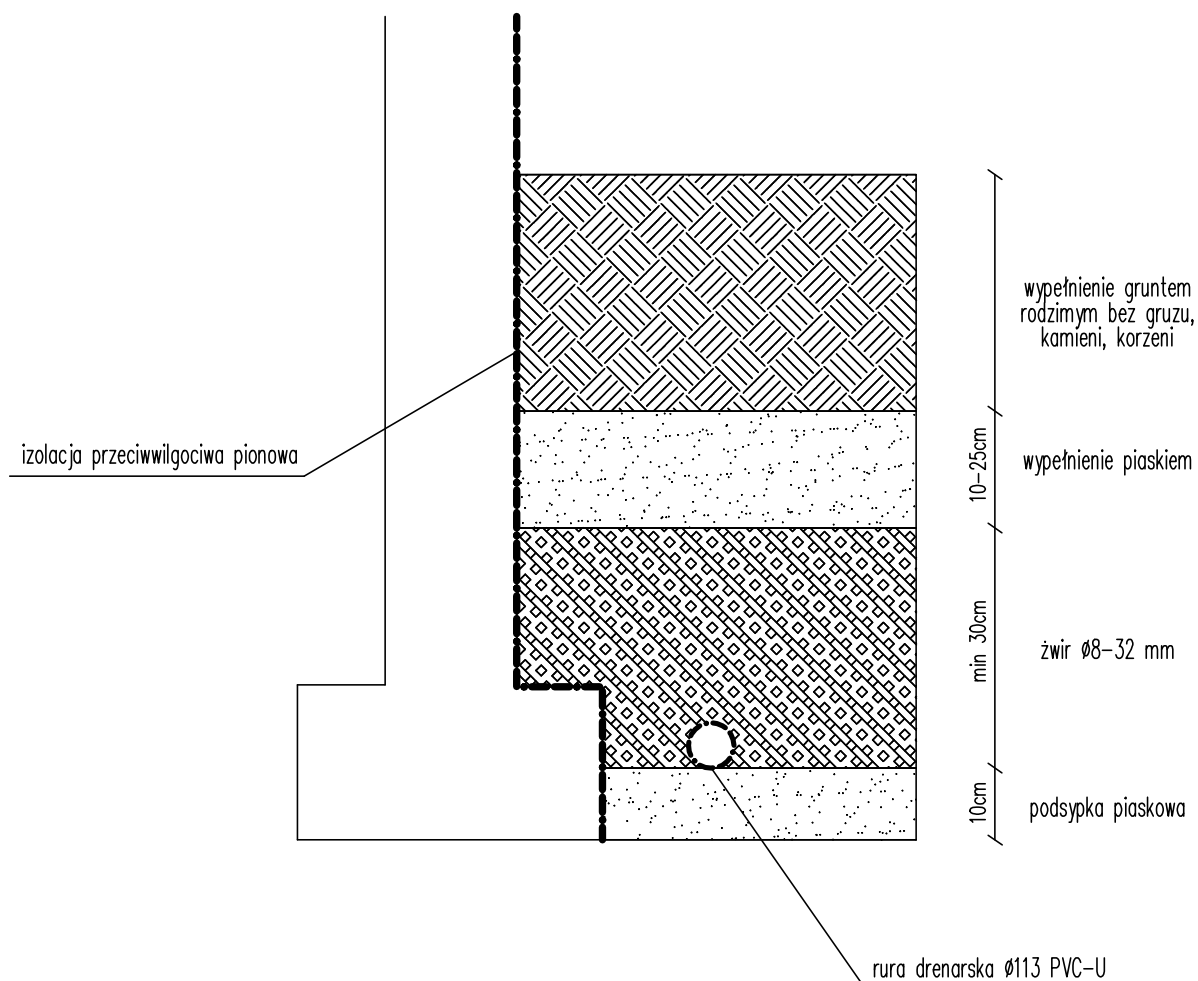 wypełnienie gruntem
rodzimym bez gruzu,
kamieni, korzeni
izolacja przeciwwilgociwa pionowa
10-25cm
wypełnienie piaskiem
min 30cm
żwir Ø8-32 mm
10cm
podsypka piaskowa
rura drenarska Ø113 PVC-U